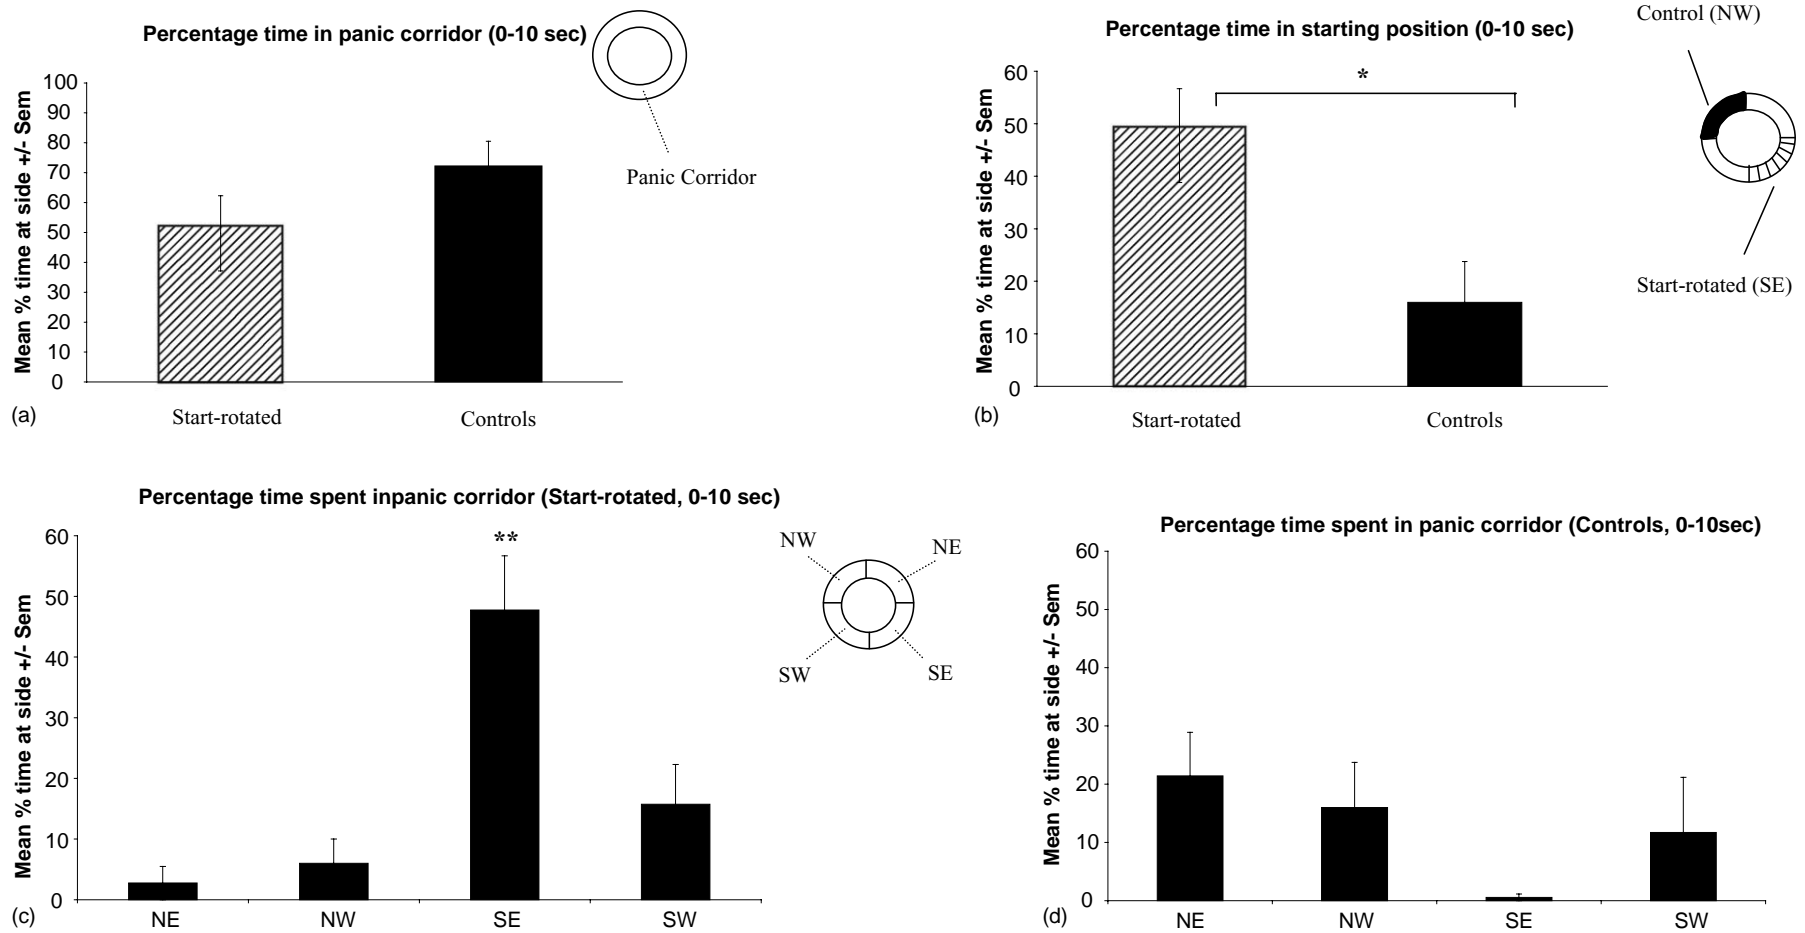 Percentage time in panic corridor (0-10 sec)
Mean % time at side +/- Sem
100
90
80
70
60
50
40
30
20
10
0
Panic Corridor
Start-rotated
Controls
(a)
Percentage time in starting position (0-10 sec)
Mean % time at side +/- Sem
60
50
40
30
20
10
0
*
Control (NW)
Start-rotated (SE)
Start-rotated
Controls
(b)
Percentage time spent inpanic corridor (Start-rotated, 0-10 sec)
Mean % time at side +/- Sem
60
50
40
30
20
10
0
**
NW
NE
SW
SE
NE
NW
SE
SW
(c)
Percentage time spent in panic corridor (Controls, 0-10sec)
Mean % time at side +/- Sem
60
50
40
30
20
10
0
NE
NW
SE
SW
(d)